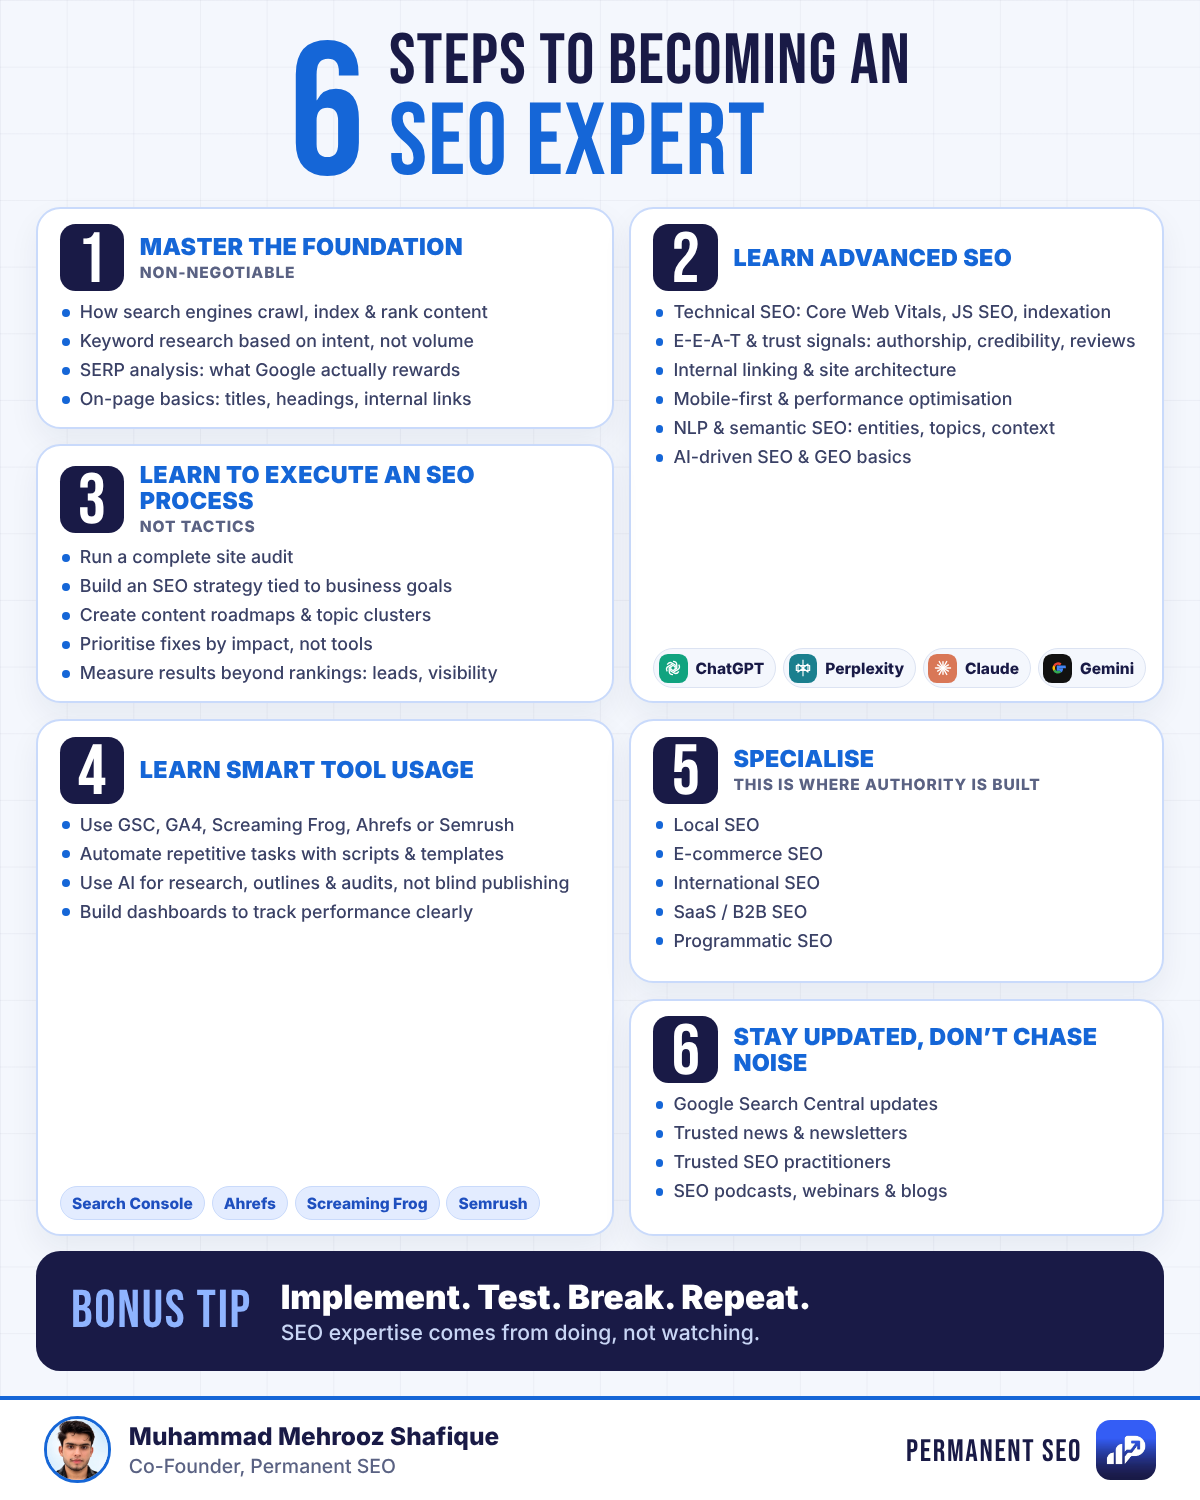 6
STEPS TO BECOMING AN
SEO EXPERT
1
MASTER THE FOUNDATION
NON-NEGOTIABLE
How search engines crawl, index & rank content
Keyword research based on intent, not volume
SERP analysis: what Google actually rewards
On-page basics: titles, headings, internal links
2
LEARN ADVANCED SEO
Technical SEO: Core Web Vitals, JS SEO, indexation
E-E-A-T & trust signals: authorship, credibility, reviews
Internal linking & site architecture
Mobile-first & performance optimisation
NLP & semantic SEO: entities, topics, context
AI-driven SEO & GEO basics
ChatGPT
Perplexity
Claude
Gemini
3
LEARN TO EXECUTE AN SEO
PROCESS
NOT TACTICS
Run a complete site audit
Build an SEO strategy tied to business goals
Create content roadmaps & topic clusters
Prioritise fixes by impact, not tools
Measure results beyond rankings: leads, visibility
4
LEARN SMART TOOL USAGE
Use GSC, GA4, Screaming Frog, Ahrefs or Semrush
Automate repetitive tasks with scripts & templates
Use AI for research, outlines & audits, not blind publishing
Build dashboards to track performance clearly
Search Console
Ahrefs
Screaming Frog
Semrush
5
SPECIALISE
THIS IS WHERE AUTHORITY IS BUILT
Local SEO
E-commerce SEO
International SEO
SaaS / B2B SEO
Programmatic SEO
6
STAY UPDATED, DON’T CHASE
NOISE
Google Search Central updates
Trusted news & newsletters
Trusted SEO practitioners
SEO podcasts, webinars & blogs
BONUS TIP
Implement. Test. Break. Repeat.
SEO expertise comes from doing, not watching.
Muhammad Mehrooz Shafique
Co-Founder, Permanent SEO
PERMANENT SEO